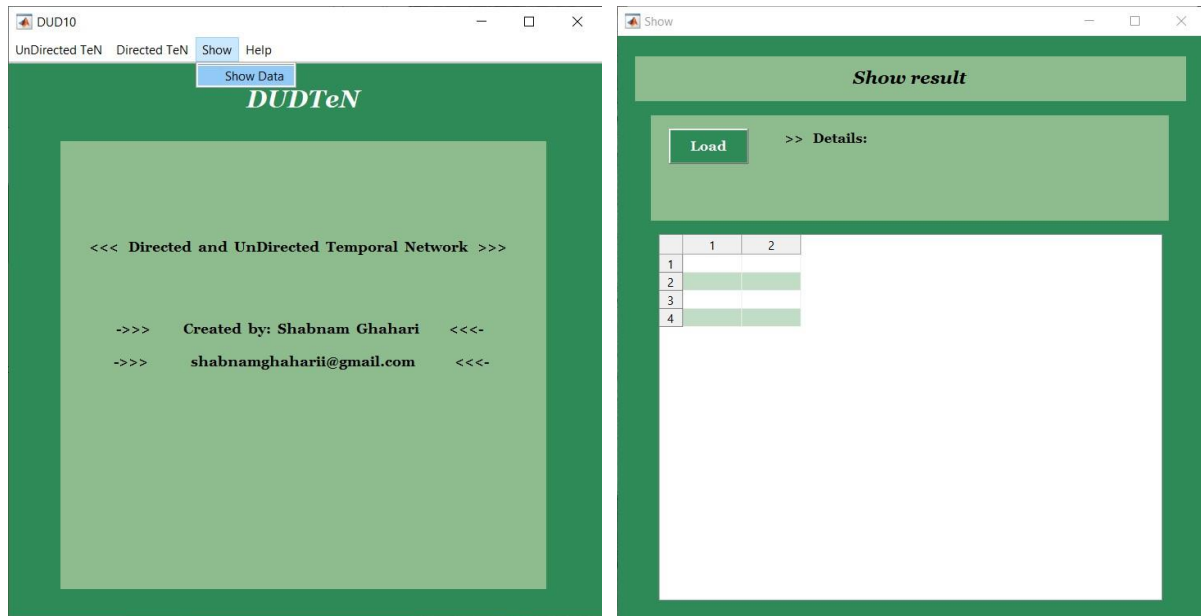 DUD10
UnDirected TeN Directed TeN Show Help
Show Data
DUDTeN
<<< Directed and UnDirected Temporal Network >>>
->>> Created by: Shabnam Ghahari <<<-
->>> shabnamghaharii@gmail.com <<<-
Show
Show result
Load >> Details:
1 2
1
2
3
4